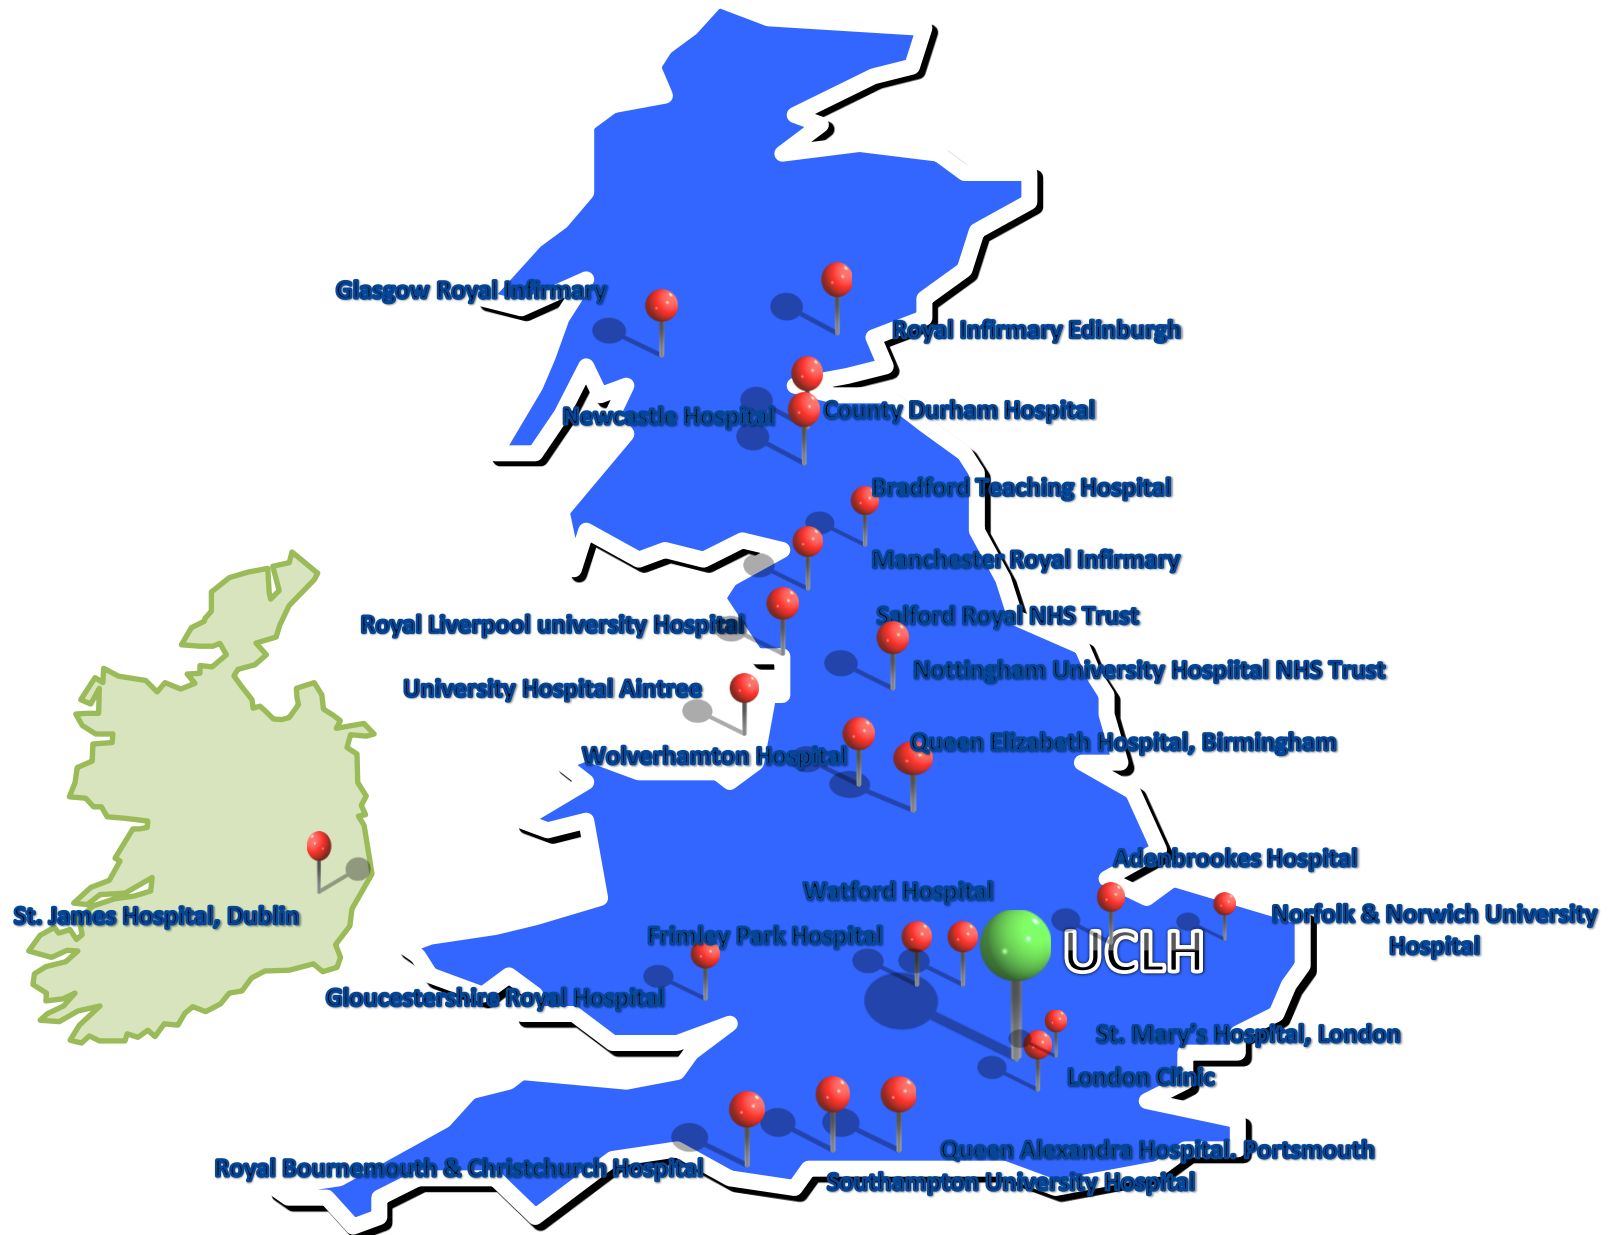 Glasgow Royal Infirmary
Royal Infirmary Edinburgh
Newcastle Hospital
County Durham Hospital
Bradford Teaching Hospital
Manchester Royal Infirmary
Salford Royal NHS Trust
Royal Liverpool university Hospital
Nottingham University Hospiital NHS Trust
University Hospital Aintree
Queen Elizabeth Hospital, Birmingham
Wolverhamton Hospital
Adenbrookes Hospital
Watford Hospital
St. James Hospital, Dublin
Norfolk & Norwich University
Hospital
Frimley Park Hospital
UCLH
Gloucestershire Royal Hospital
St. Mary's Hospital, London
London Clinic
Queen Alexandra Hospital. Portsmouth
Royal Bournemouth & Christchurch Hospital
Southampton University Hospital